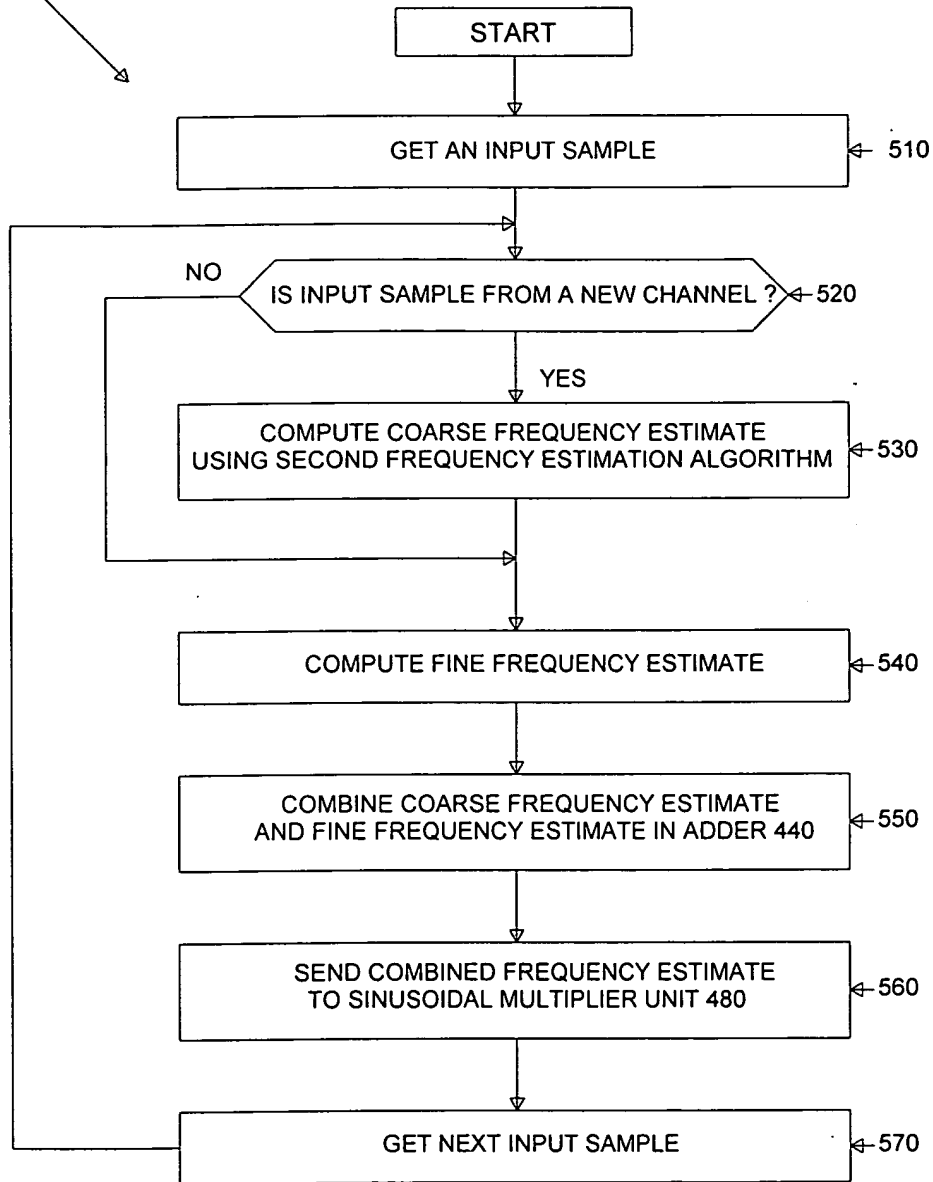 START
GET AN INPUT SAMPLE
510
NO
IS INPUT SAMPLE FROM A NEW CHANNEL ?
520
YES
COMPUTE COARSE FREQUENCY ESTIMATE
USING SECOND FREQUENCY ESTIMATION ALGORITHM
530
COMPUTE FINE FREQUENCY ESTIMATE
540
COMBINE COARSE FREQUENCY ESTIMATE
AND FINE FREQUENCY ESTIMATE IN ADDER 440
550
SEND COMBINED FREQUENCY ESTIMATE
TO SINUSOIDAL MULTIPLIER UNIT 480
560
GET NEXT INPUT SAMPLE
570